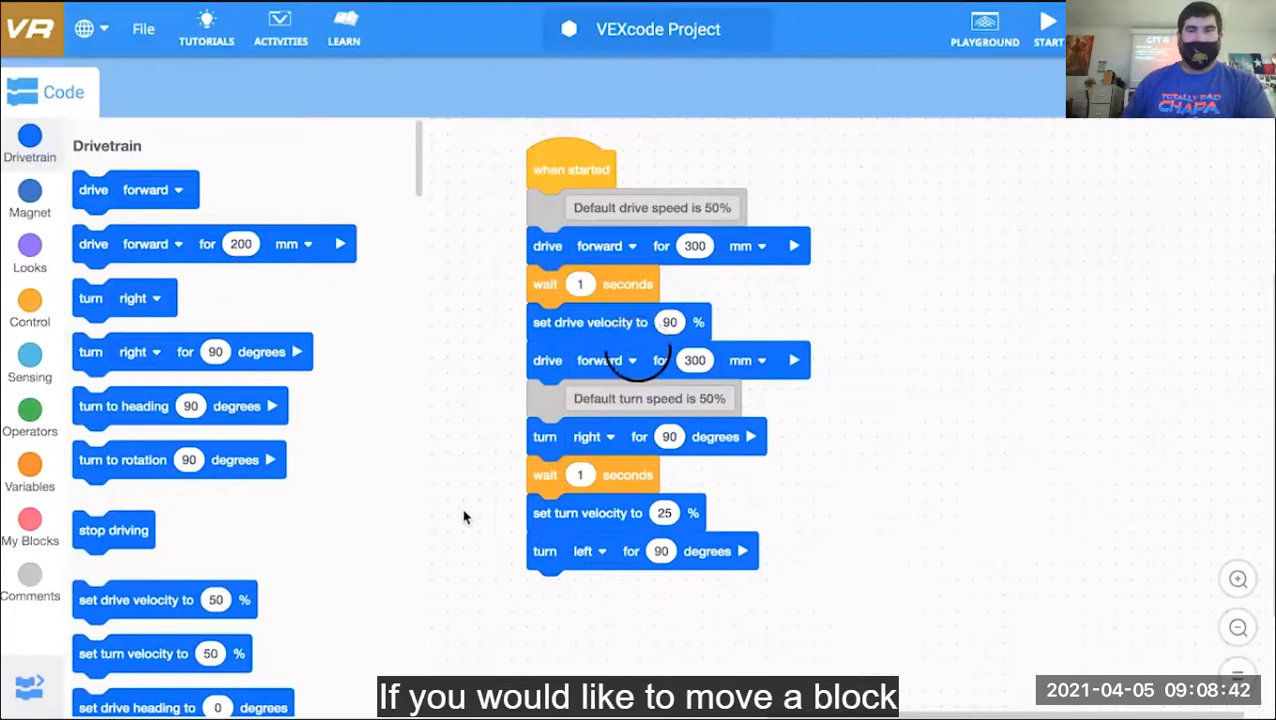 VR
File
TUTORIALS
ACTIVITIES
LEARN
VEXcode Project
PLAYGROUND
START
Code
Drivetrain
Magnet
Looks
Control
Sensing
Operators
Variables
My Blocks
Comments
Drivetrain
drive forward
drive forward for 200 mm
turn right
turn right for 90 degrees
turn to heading 90 degrees
turn to rotation 90 degrees
stop driving
set drive velocity to 50 %
set turn velocity to 50 %
set drive heading to 0 degrees
when started
Default drive speed is 50%
drive forward for 300 mm
wait 1 seconds
set drive velocity to 90 %
drive forward for 300 mm
Default turn speed is 50%
turn right for 90 degrees
wait 1 seconds
set turn velocity to 25 %
turn left for 90 degrees
TOTALLY RAD
CHAPA
If you would like to move a block
2021-04-05 09:08:42